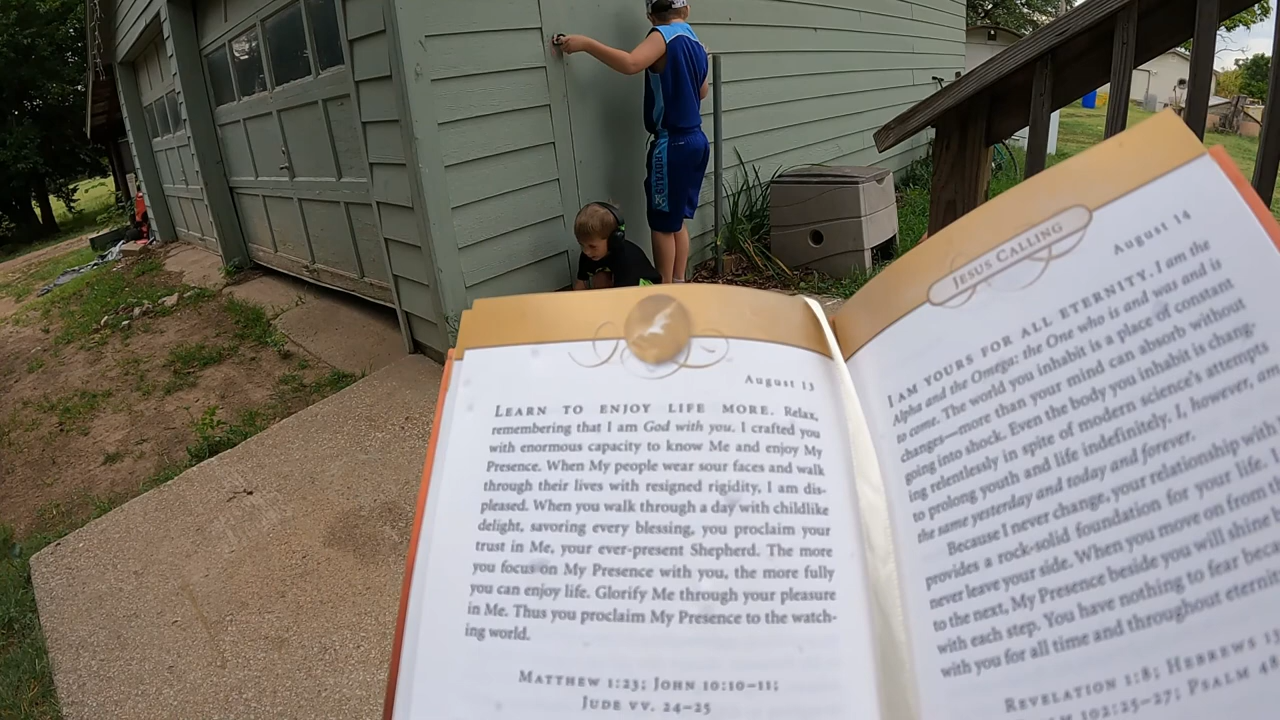 ROYALS
August 13
LEARN TO ENJOY LIFE MORE. Relax,
remembering that I am God with you. I crafted you
with enormous capacity to know Me and enjoy My
Presence. When My people wear sour faces and walk
through their lives with resigned rigidity, I am dis-
pleased. When you walk through a day with childlike
delight, savoring every blessing, you proclaim your
trust in Me, your ever-present Shepherd. The more
you focus on My Presence with you, the more fully
you can enjoy life. Glorify Me through your pleasure
in Me. Thus you proclaim My Presence to the watch-
ing world.
MATTHEW 1:23; JOHN 10:10–11;
JUDE VV. 24–25
JESUS CALLING
August 14
I AM YOURS FOR ALL ETERNITY. I am the
Alpha and the Omega: the One who is and was and is
to come. The world you inhabit is a place of constant
changes—more than your mind can absorb without
going into shock. Even the body you inhabit is chang-
ing relentlessly in spite of modern science's attempts
to prolong youth and life indefinitely. I, however, am
the same yesterday and today and forever.
Because I never change, your relationship with
provides a rock-solid foundation for your life. I
never leave your side. When you move on from th
to the next, My Presence beside you will shine b
with each step. You have nothing to fear beca
with you for all time and throughout eternit
REVELATION 1:8; HEBREWS 13
102:25–27; PSALM 48